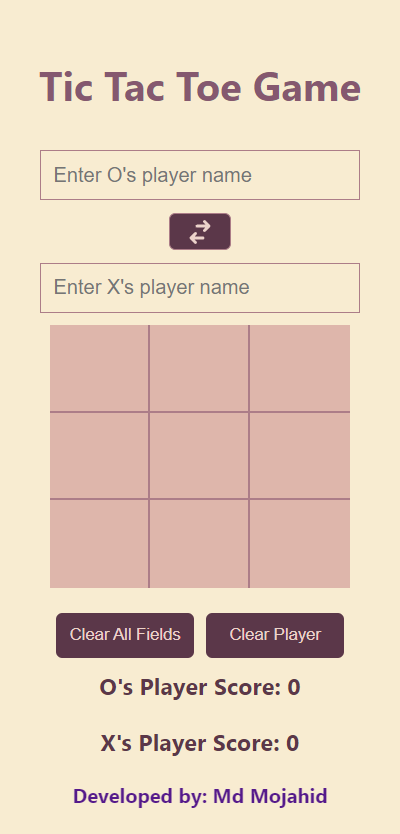 Tic Tac Toe Game
Enter O's player name
Enter X's player name
Clear All Fields
Clear Player
O's Player Score: 0
X's Player Score: 0
Developed by: Md Mojahid